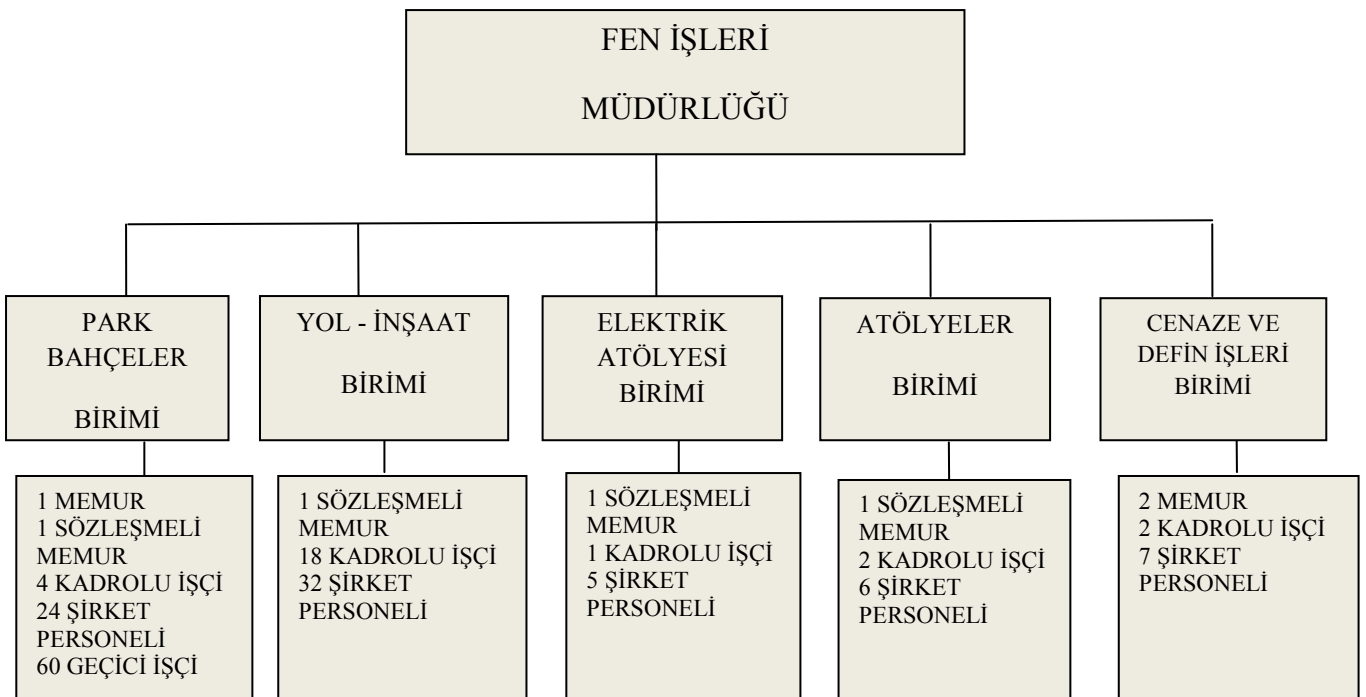 FEN İŞLERİ
MÜDÜRLÜĞÜ
PARK
BAHÇELER
BİRİMİ
YOL - İNŞAAT
BİRİMİ
ELEKTRİK
ATÖLYESİ
BİRİMİ
ATÖLYELER
BİRİMİ
CENAZE VE
DEFİN İŞLERİ
BİRİMİ
1 MEMUR
1 SÖZLEŞMELİ
MEMUR
4 KADROLU İŞÇİ
24 ŞİRKET
PERSONELİ
60 GEÇİCİ İŞÇİ
1 SÖZLEŞMELİ
MEMUR
18 KADROLU İŞÇİ
32 ŞİRKET
PERSONELİ
1 SÖZLEŞMELİ
MEMUR
1 KADROLU İŞÇİ
5 ŞİRKET
PERSONELİ
1 SÖZLEŞMELİ
MEMUR
2 KADROLU İŞÇİ
6 ŞİRKET
PERSONELİ
2 MEMUR
2 KADROLU İŞÇİ
7 ŞİRKET
PERSONELİ